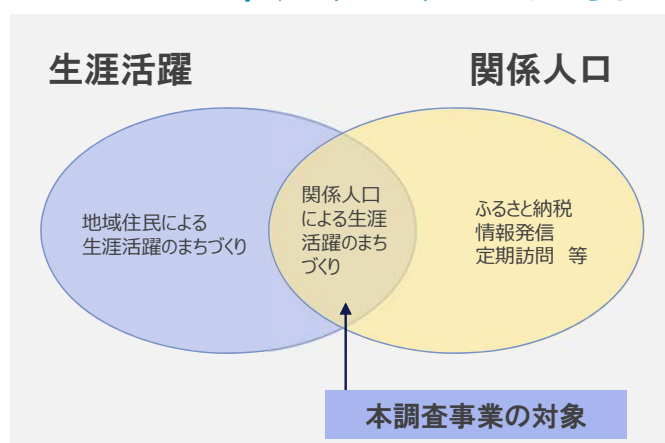 生涯活躍
関係人口
地域住民による
生涯活躍のまちづくり
関係人口
による生涯
活躍のまち
づくり
ふるさと納税
情報発信
定期訪問 等
本調査事業の対象